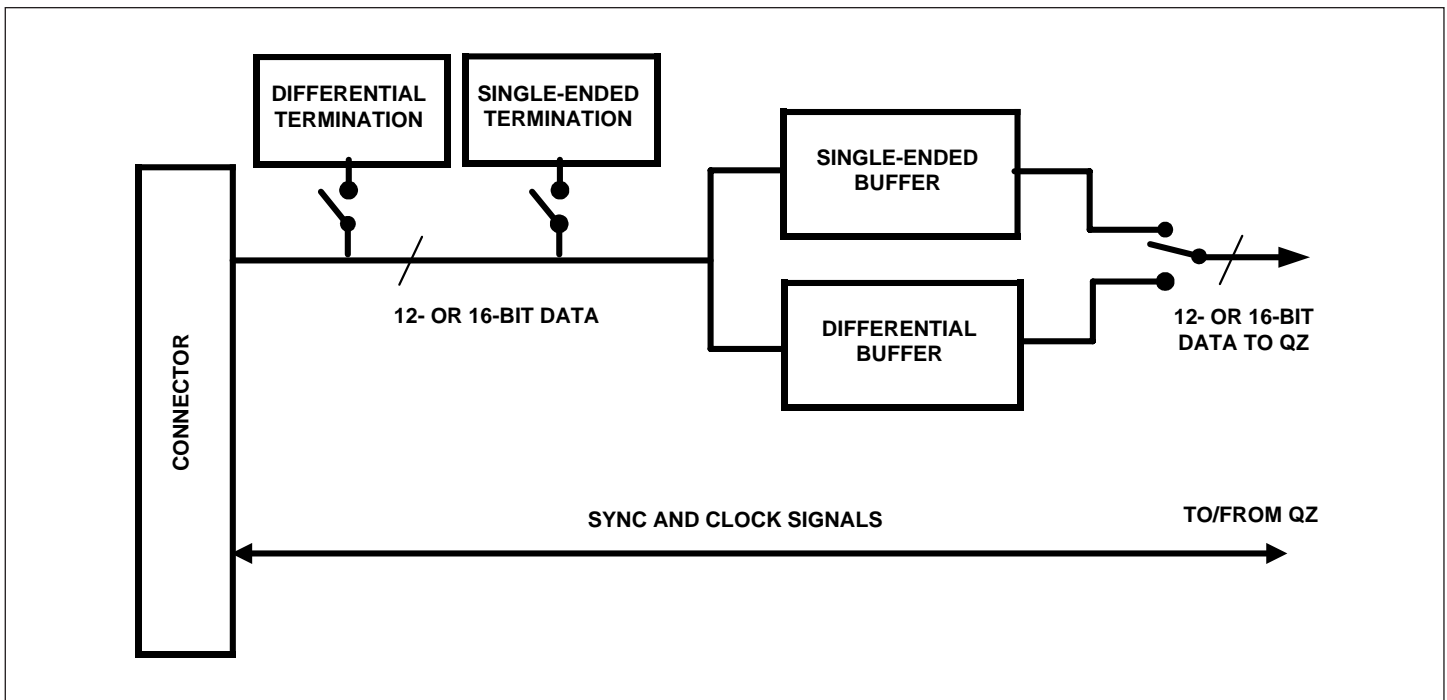 DIFFERENTIAL
TERMINATION
SINGLE-ENDED
TERMINATION
SINGLE-ENDED
BUFFER
12- OR 16-BIT DATA
DIFFERENTIAL
BUFFER
12- OR 16-BIT
DATA TO QZ
CONNECTOR
SYNC AND CLOCK SIGNALS
TO/FROM QZ